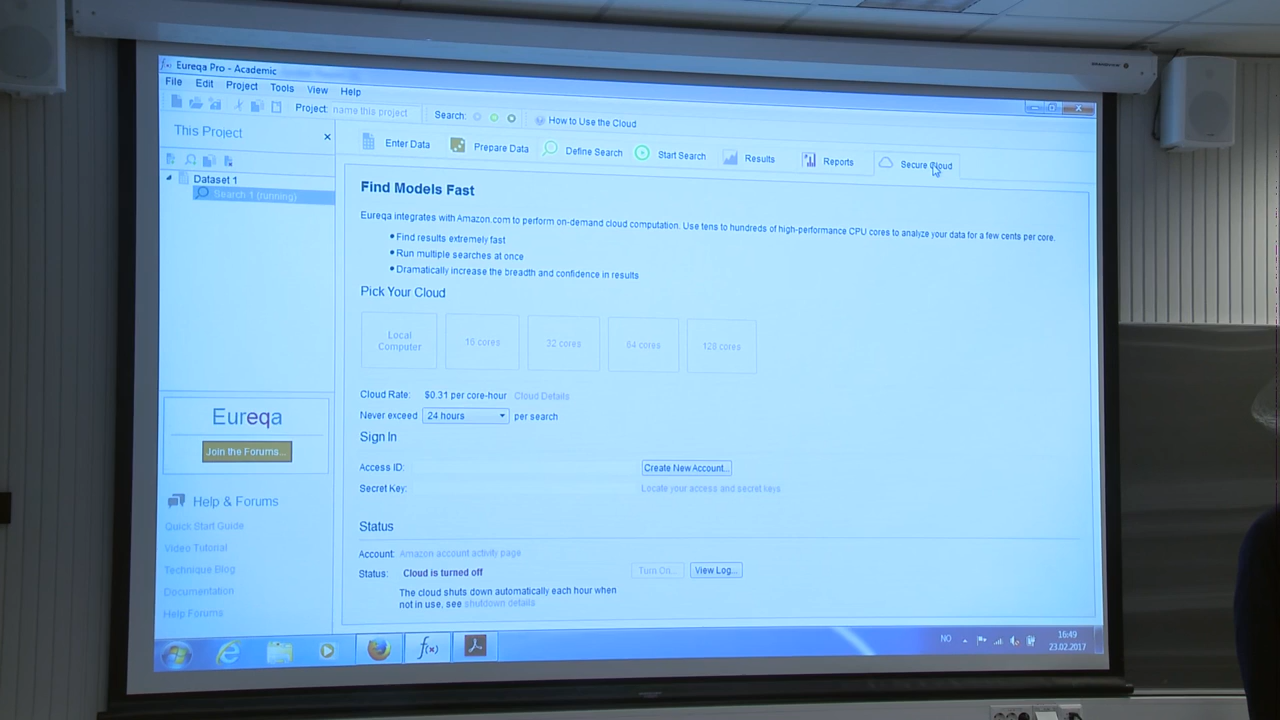 Eureqa Pro - Academic
File Edit Project Tools View Help
Project: name this project Search: How to Use the Cloud
This Project
Enter Data Prepare Data Define Search Start Search Results Reports Secure Cloud
Dataset 1
Search 1 (running)
Find Models Fast
Eureqa integrates with Amazon.com to perform on-demand cloud computation. Use tens to hundreds of high-performance CPU cores to analyze your data for a few cents per core.
• Find results extremely fast
• Run multiple searches at once
• Dramatically increase the breadth and confidence in results
Pick Your Cloud
Local
Computer
16 cores
32 cores
64 cores
128 cores
Cloud Rate: $0.31 per core-hour Cloud Details
Never exceed 24 hours per search
Sign In
Access ID: Create New Account...
Secret Key: Locate your access and secret keys
Status
Account: Amazon account activity page
Status: Cloud is turned off Turn On... View Log...
The cloud shuts down automatically each hour when
not in use, see shutdown details
Eureqa
Join the Forums...
Help & Forums
Quick Start Guide
Video Tutorial
Technique Blog
Documentation
Help Forums
f(x)
NO
16:49
23.02.2017